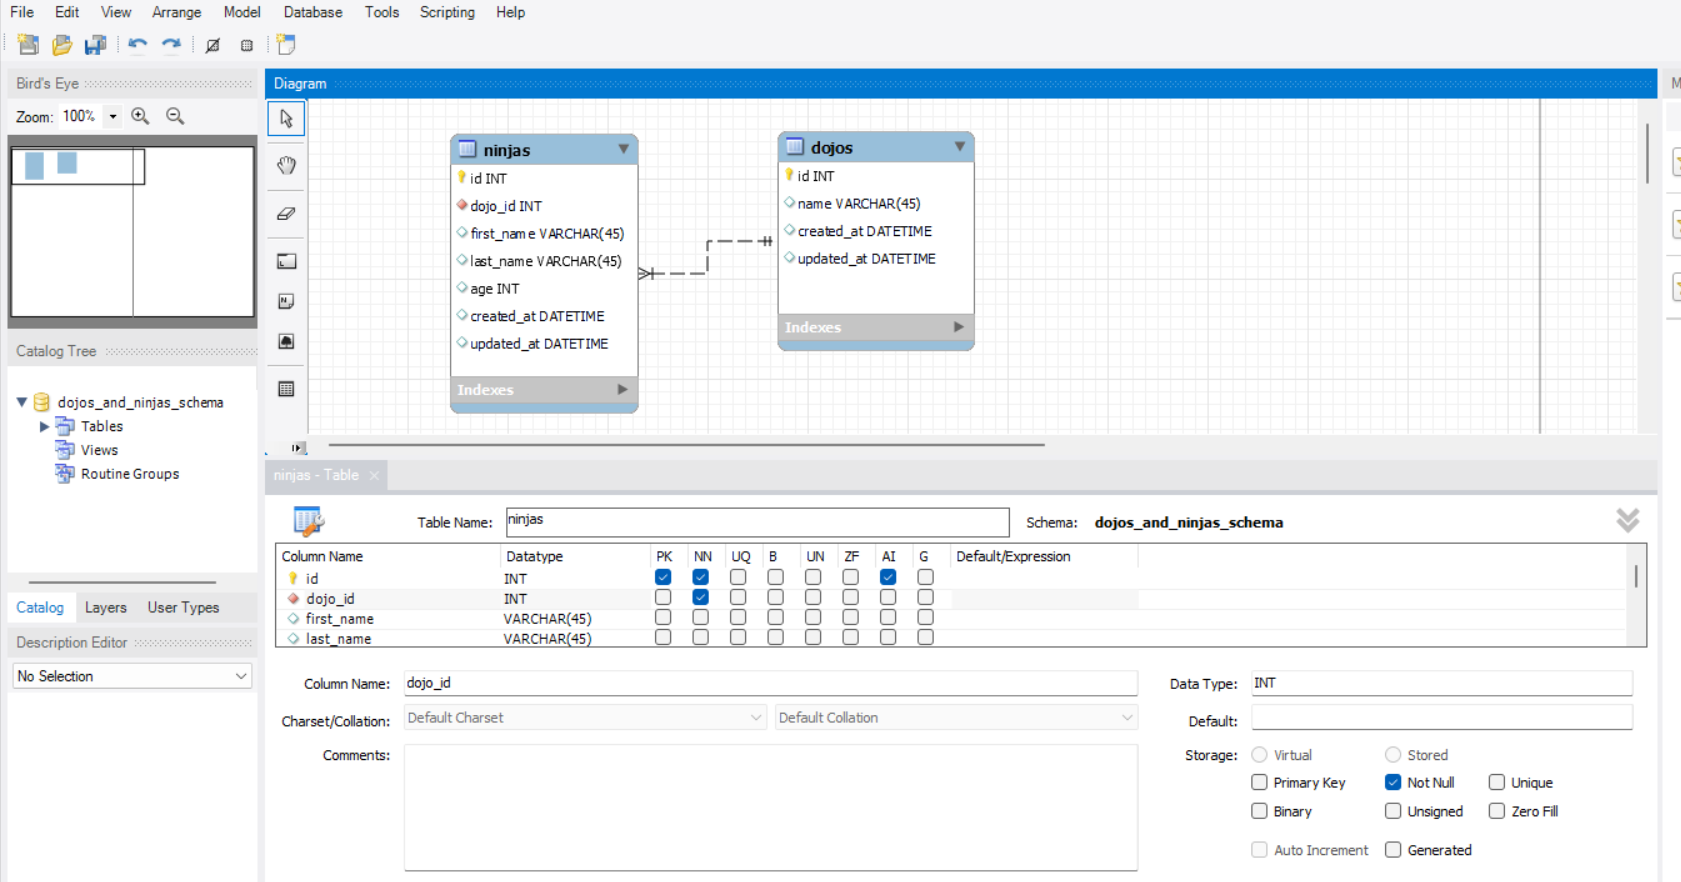 File Edit View Arrange Model Database Tools Scripting Help
Bird's Eye
Zoom: 100%
Diagram
ninjas
id INT
dojo_id INT
first_name VARCHAR(45)
last_name VARCHAR(45)
age INT
created_at DATETIME
updated_at DATETIME
Indexes
dojos
id INT
name VARCHAR(45)
created_at DATETIME
updated_at DATETIME
Indexes
M
Catalog Tree
dojos_and_ninjas_schema
Tables
Views
Routine Groups
Catalog Layers User Types
Description Editor
No Selection
ninjas - Table
Table Name: ninjas Schema: dojos_and_ninjas_schema
Column Name Datatype PK NN UQ B UN ZF AI G Default/Expression
id INT
dojo_id INT
first_name VARCHAR(45)
last_name VARCHAR(45)
Column Name: dojo_id Data Type: INT
Charset/Collation: Default Charset Default Collation Default:
Comments: Storage: Virtual Stored
Primary Key Not Null Unique
Binary Unsigned Zero Fill
Auto Increment Generated